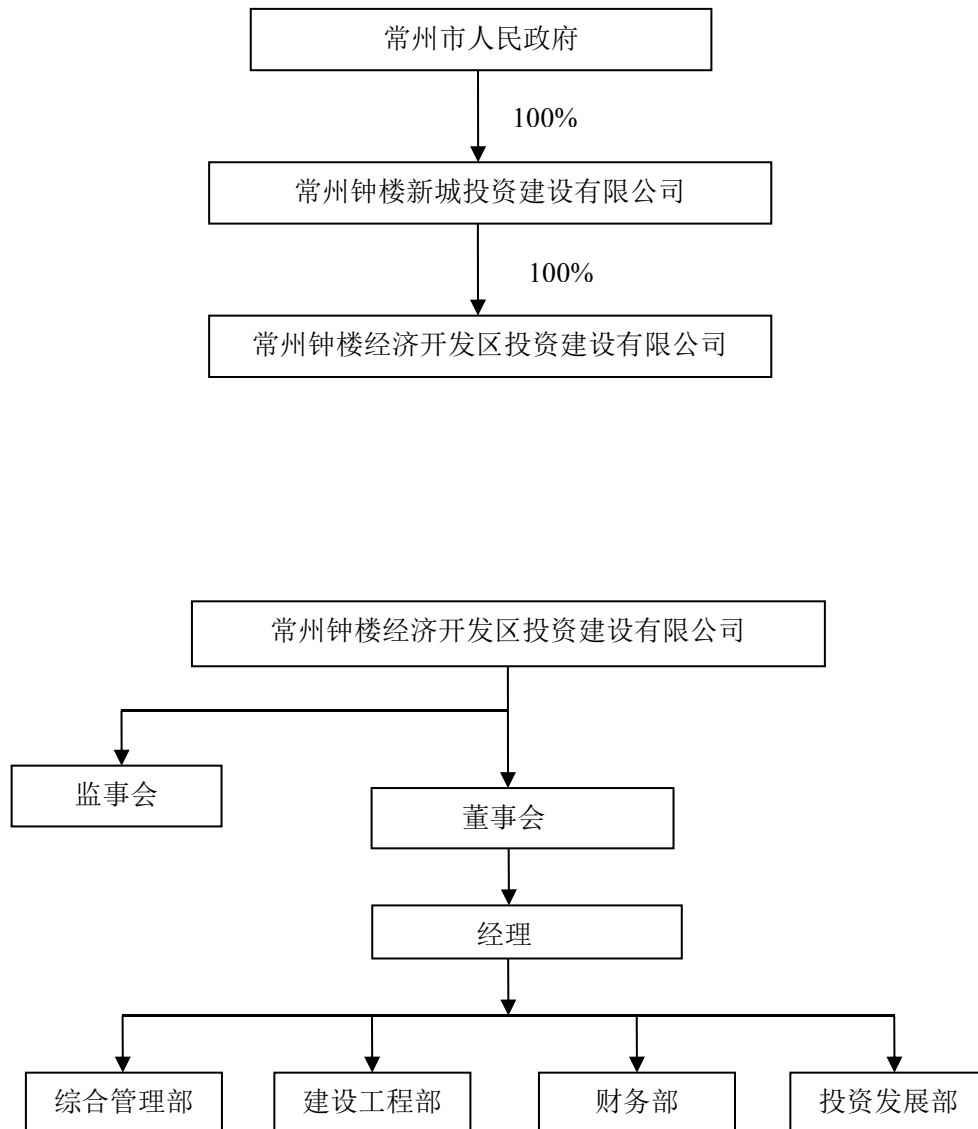 常州市人民政府
100%
常州钟楼新城投资建设有限公司
100%
常州钟楼经济开发区投资建设有限公司
常州钟楼经济开发区投资建设有限公司
监事会
董事会
经理
综合管理部
建设工程部
财务部
投资发展部